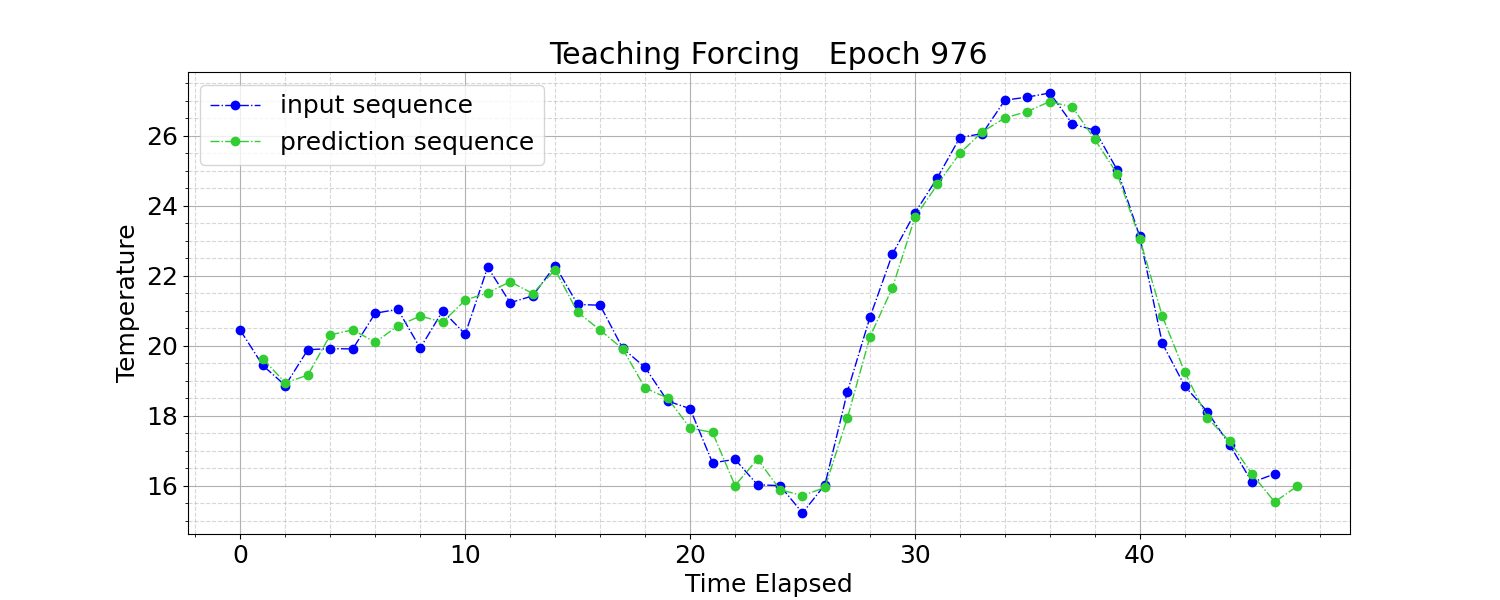 Teaching Forcing   Epoch 976
input sequence
prediction sequence
26
24
22
20
18
16
Temperature
0 10 20 30 40
Time Elapsed